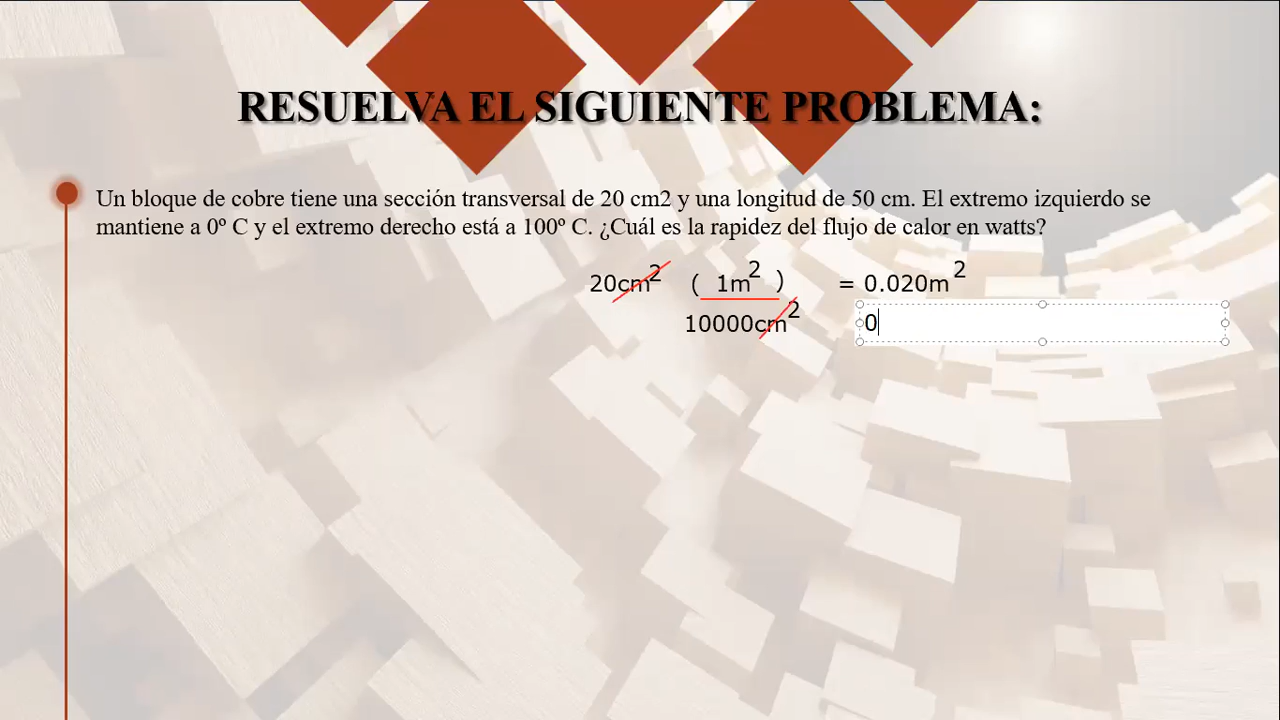 RESUELVA EL SIGUIENTE PROBLEMA:
Un bloque de cobre tiene una sección transversal de 20 cm2 y una longitud de 50 cm. El extremo izquierdo se
mantiene a 0º C y el extremo derecho está a 100º C. ¿Cuál es la rapidez del flujo de calor en watts?
20cm² ( 1m² ) = 0.020m²
10000cm² 0